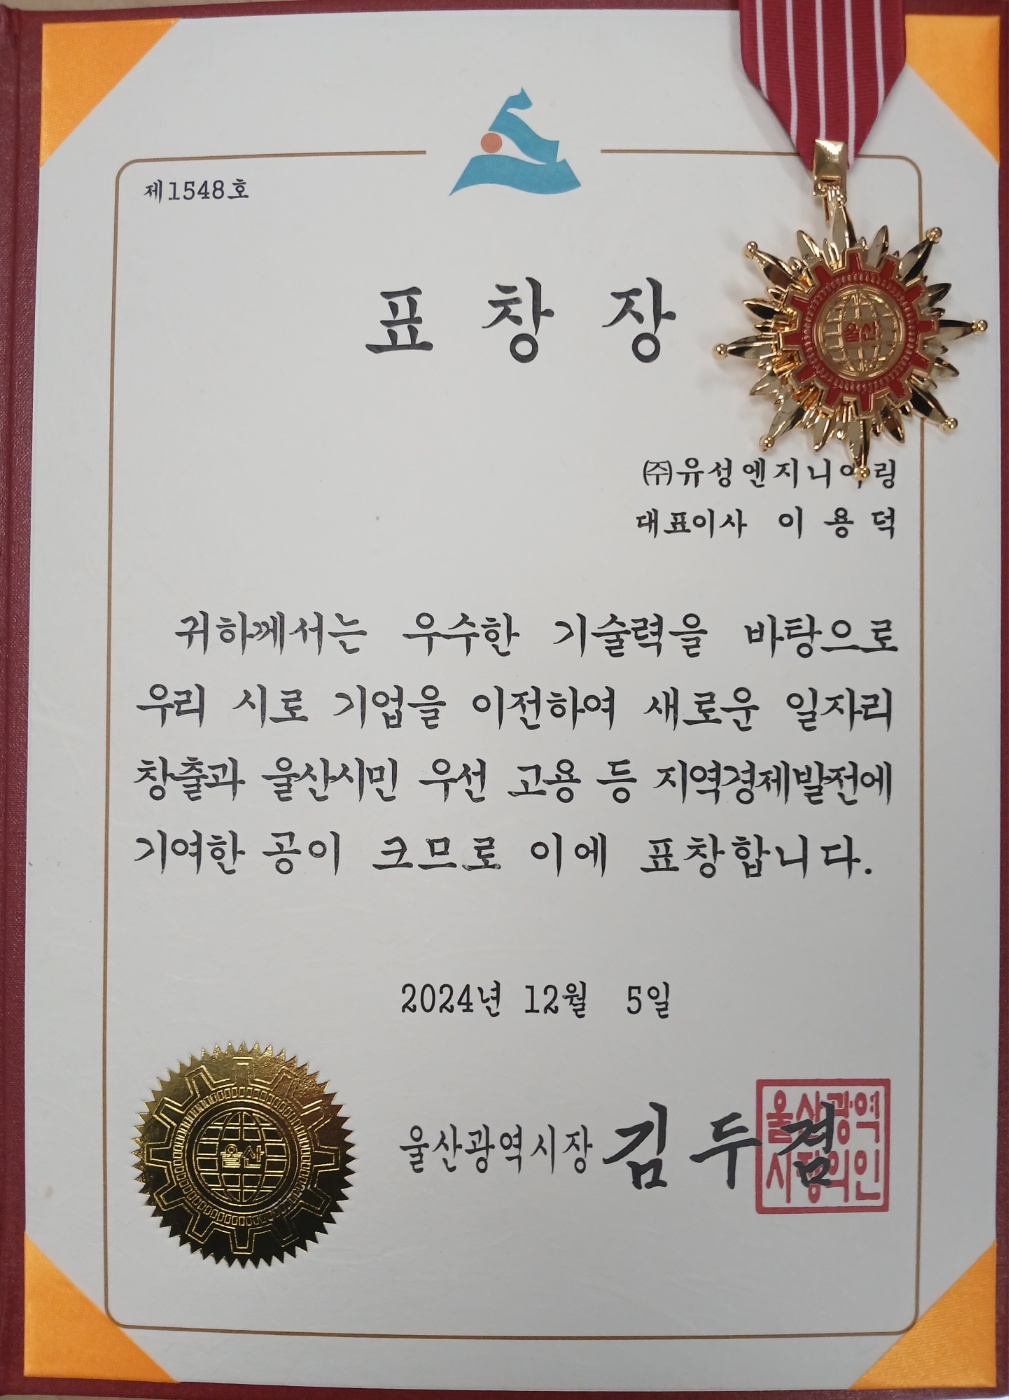 제1548호
표 창 장
울산
㈜유성엔지니어링
대표이사 이 용 덕
귀하께서는 우수한 기술력을 바탕으로
우리 시로 기업을 이전하여 새로운 일자리
창출과 울산시민 우선 고용 등 지역경제발전에
기여한 공이 크므로 이에 표창합니다.
2024년 12월 5일
울산광역시장 김두겸
울산광역
시장의인
울산